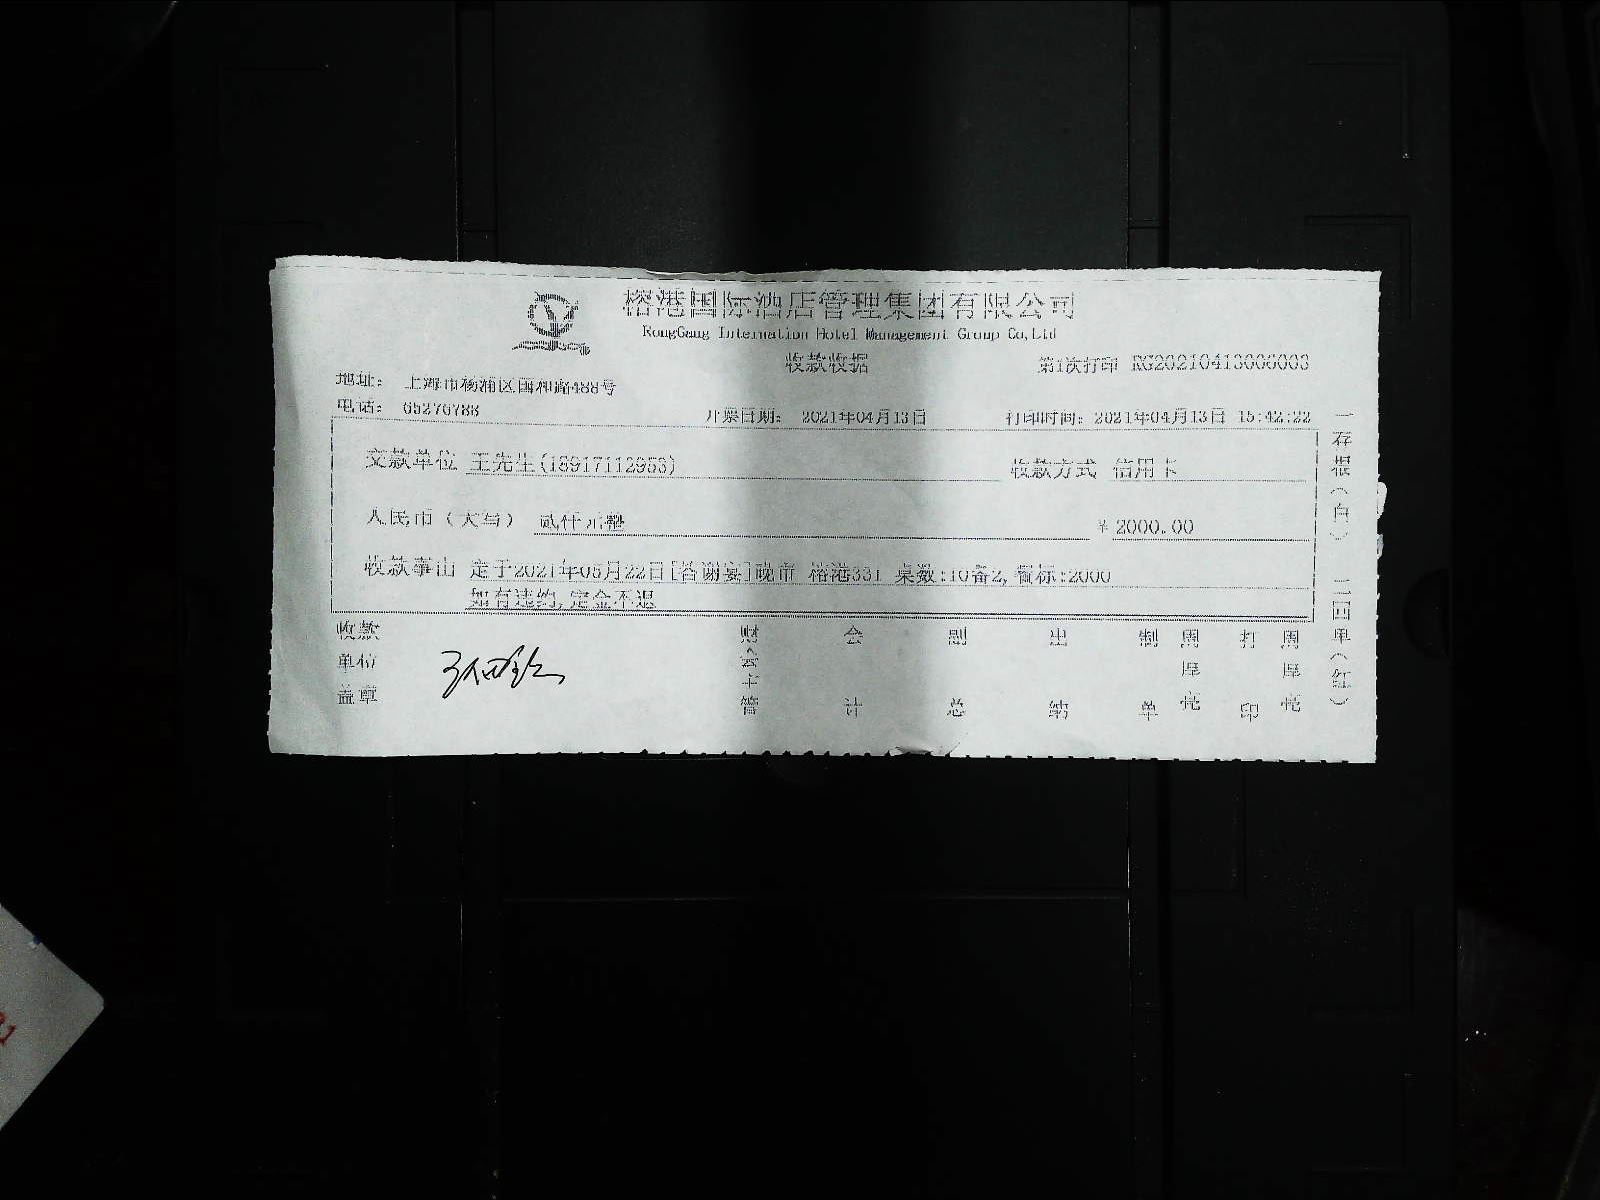 榕港国际酒店管理集团有限公司
RongGang Internation Hotel Management Group Co,Ltd
收款收据
第1次打印 RG20210413000003
地址: 上海市杨浦区国和路488号
电话: 65276788
开票日期: 2021年04月13日
打印时间: 2021年04月13日 15:42:22
交款单位 王先生(18917112953)
收款方式 信用卡
人民币(大写) 贰仟元整
¥ 2000.00
收款事由 定于2021年05月22日[答谢宴]晚市 榕港331 桌数:10备2,餐标:2000
如有违约,定金不退
收款单位盖章
财务主管
会计
副总
出纳
制单
周厚亮
打印
周厚亮
一存根(白) 二回单(红)